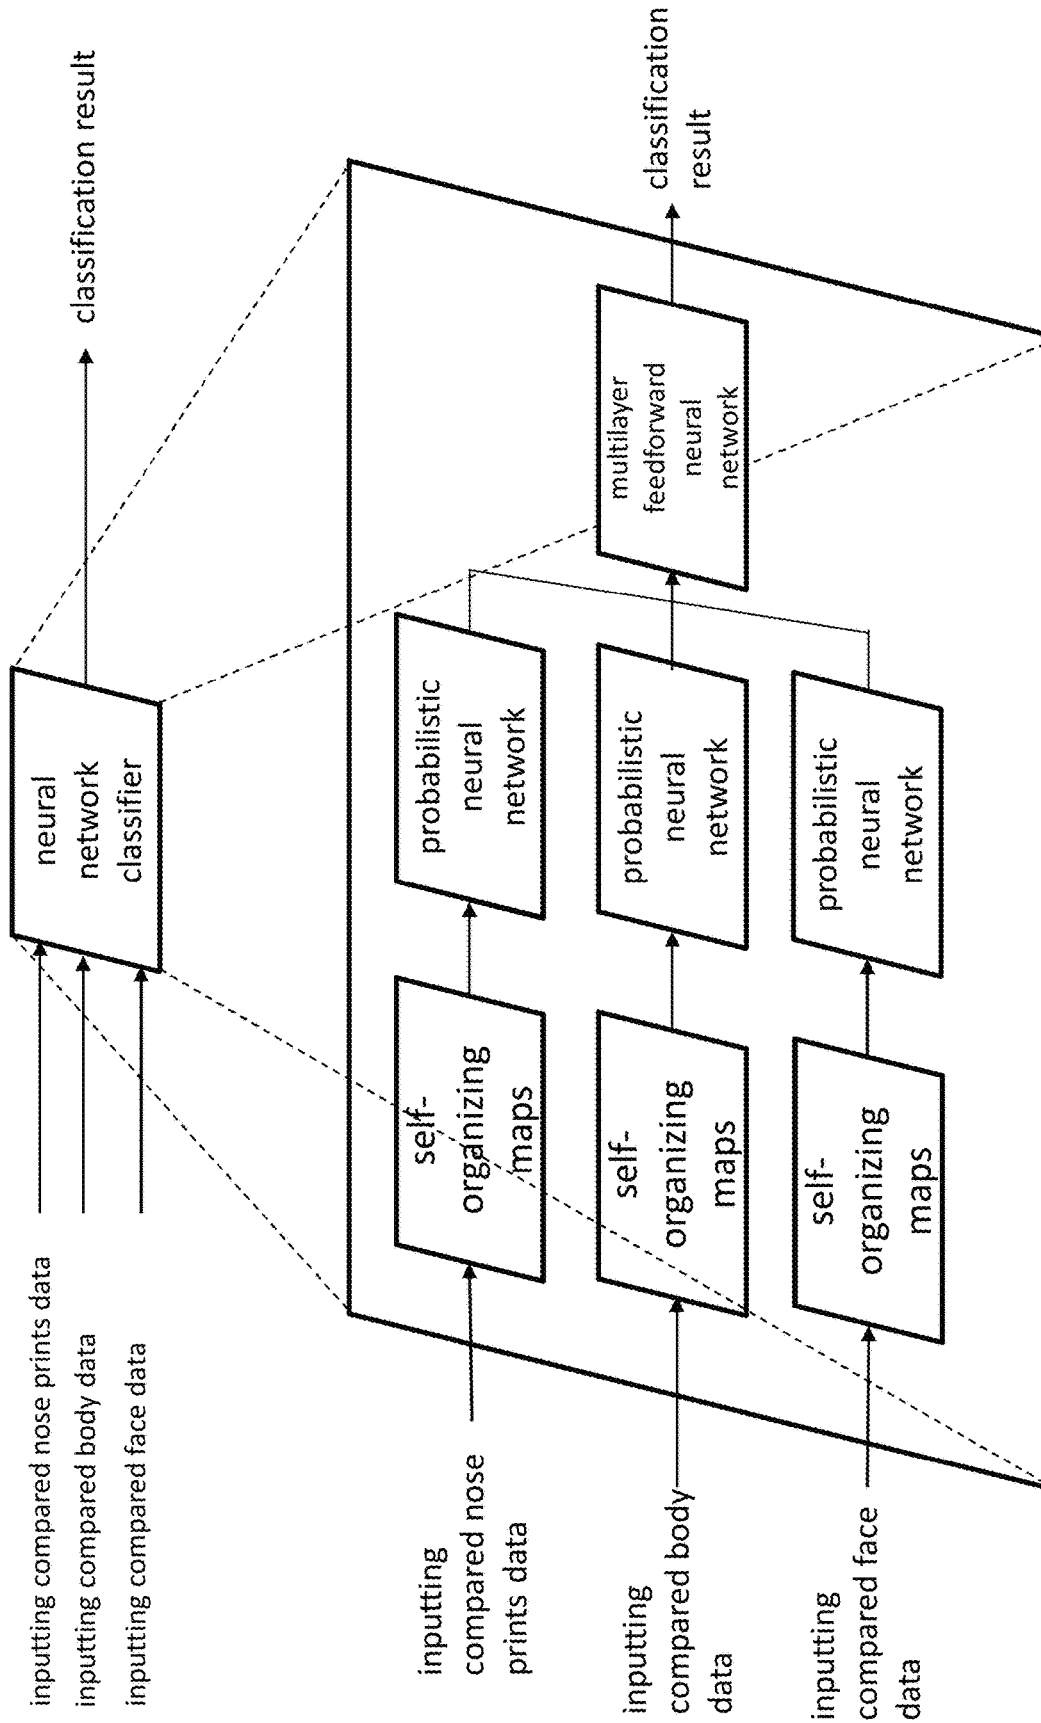 inputting compared nose prints data
inputting compared body data
inputting compared face data
neural
network
classifier
classification result
inputting
compared nose
prints data
self-
organizing
maps
probabilistic
neural
network
inputting
compared body
data
self-
organizing
maps
probabilistic
neural
network
multilayer
feedforward
neural
network
classification
result
inputting
compared face
data
self-
organizing
maps
probabilistic
neural
network